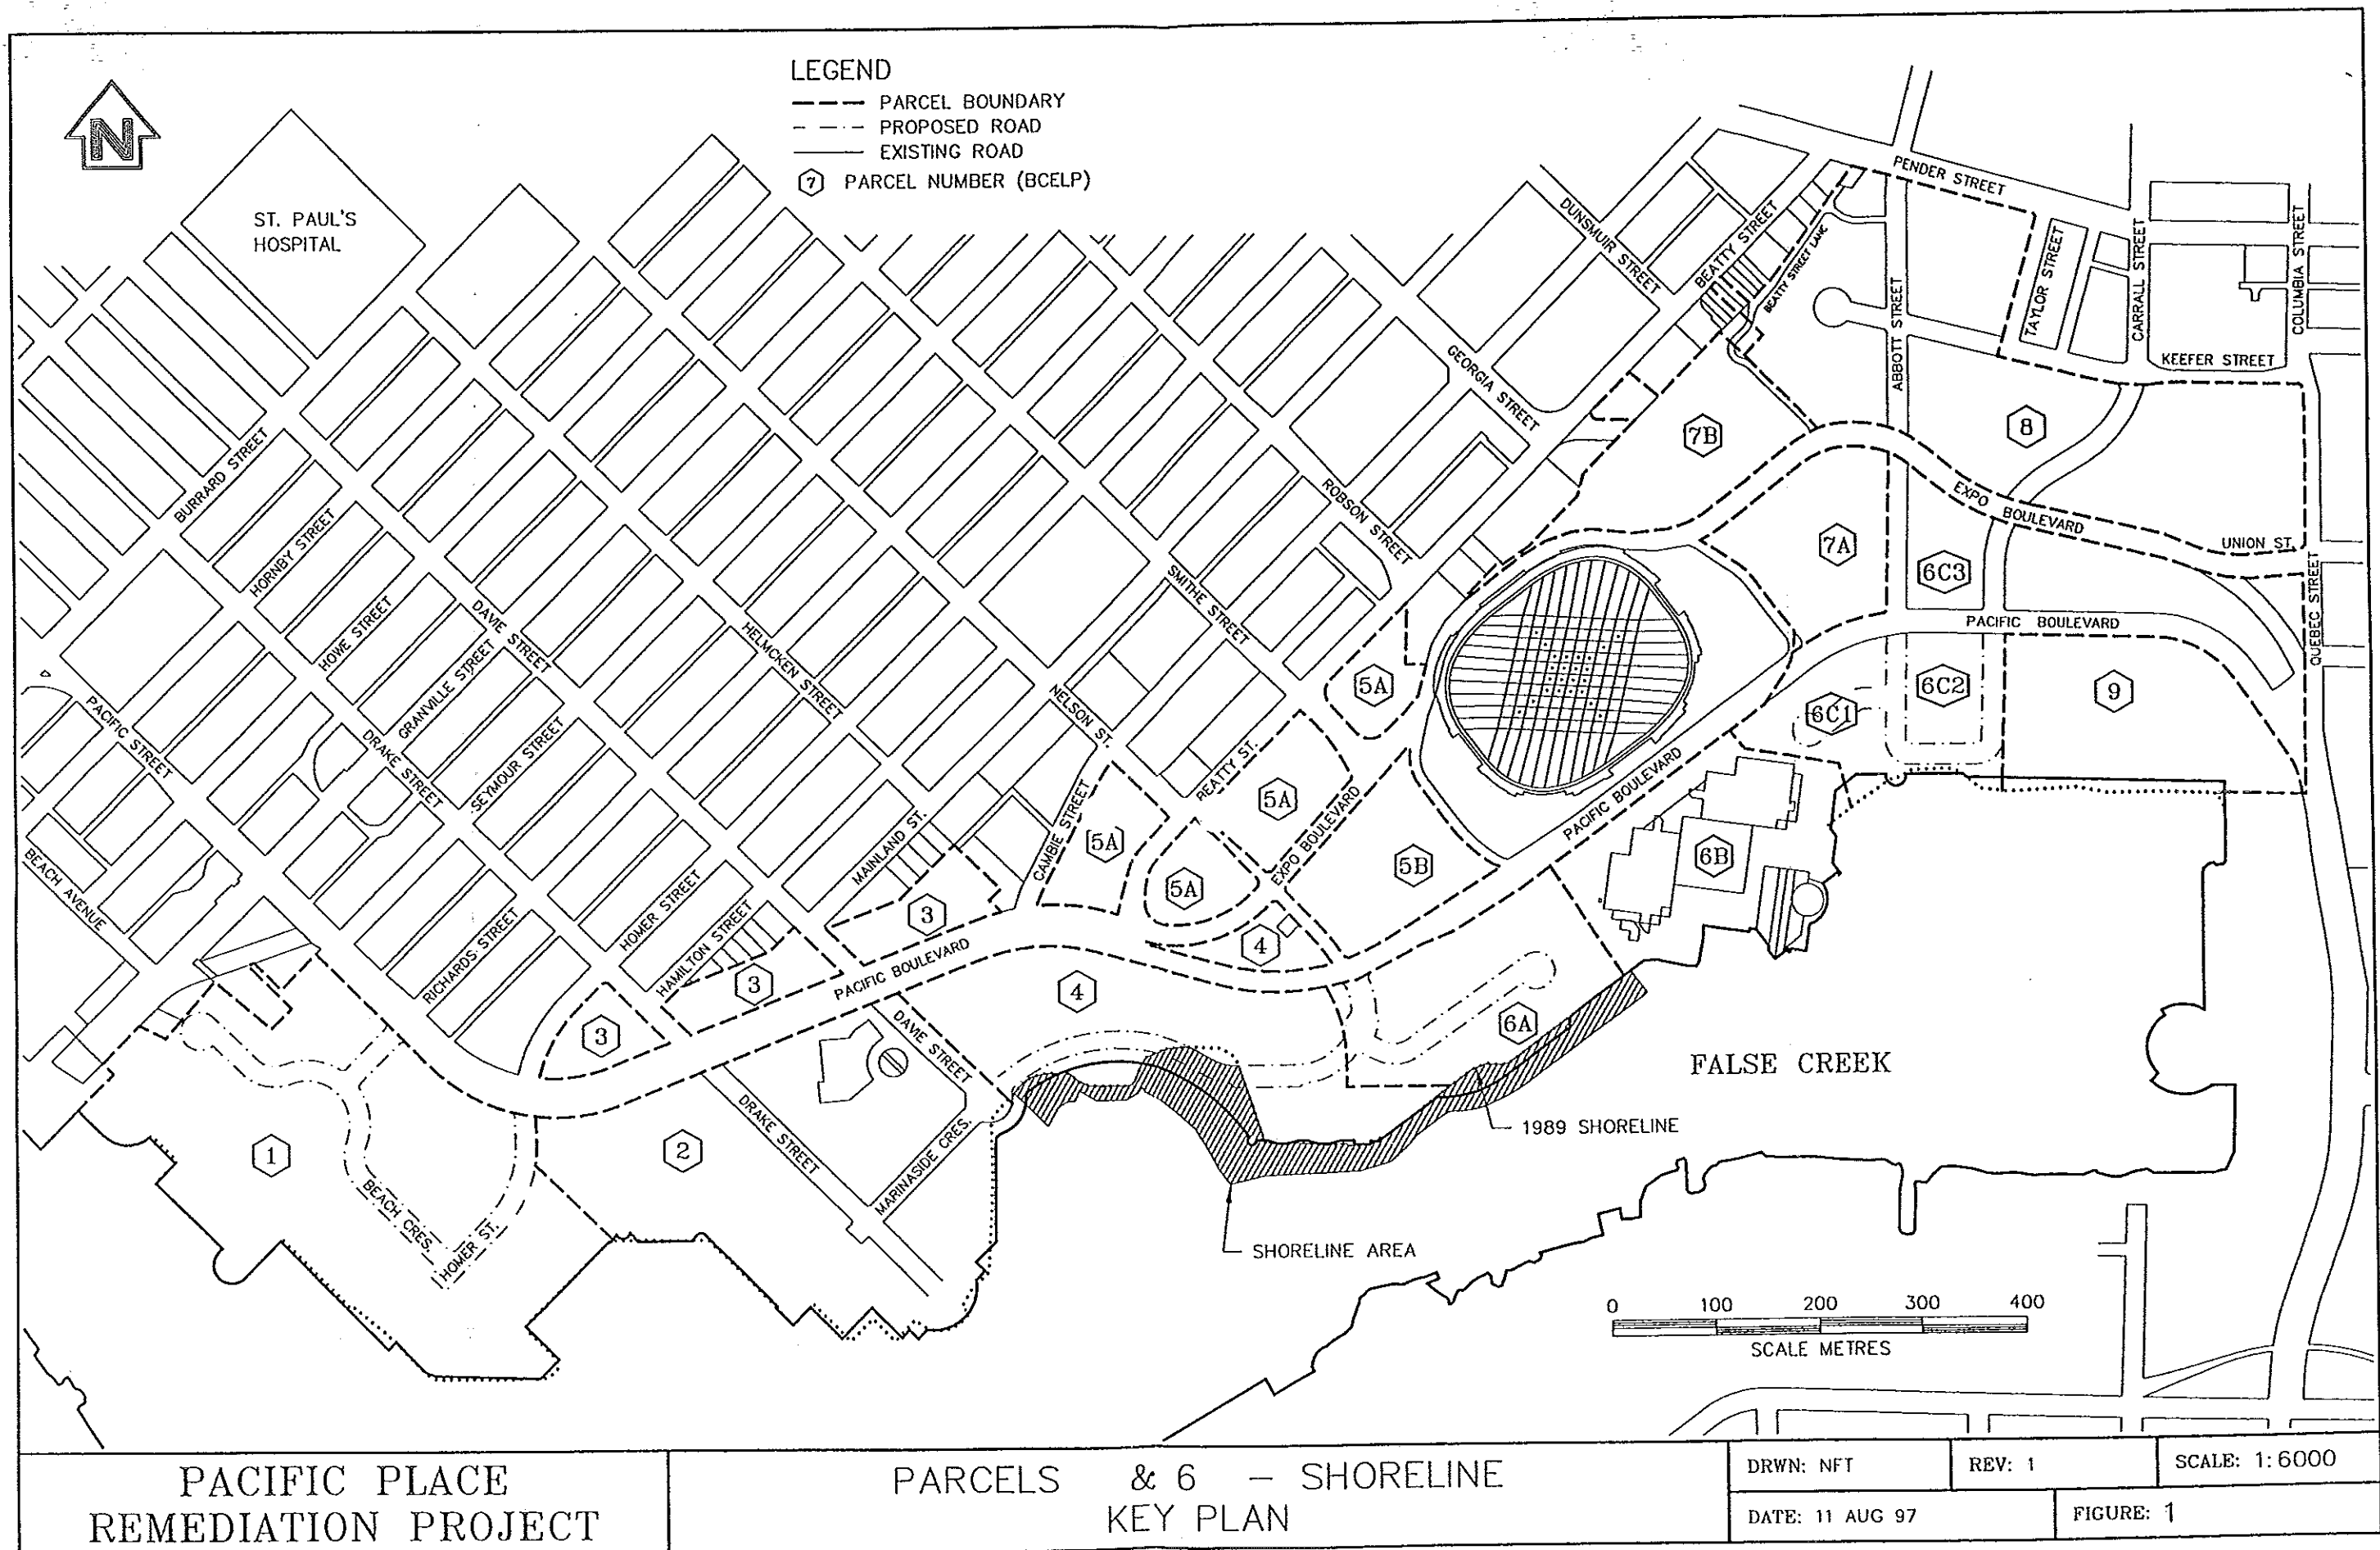 LEGEND
PARCEL BOUNDARY
PROPOSED ROAD
EXISTING ROAD
7 PARCEL NUMBER (BCELP)
N
ST. PAUL'S
HOSPITAL
PENDER STREET
DUNSMUIR STREET
BEATTY STREET
BEATTY STREET LANE
ABBOTT STREET
TAYLOR STREET
CARRALL STREET
COLUMBIA STREET
KEEFER STREET
GEORGIA STREET
ROBSON STREET
SMITHE STREET
NELSON ST.
HELMCKEN STREET
DAVIE STREET
DRAKE STREET
PACIFIC STREET
BEACH AVENUE
BURRARD STREET
HORNBY STREET
HOWE STREET
GRANVILLE STREET
SEYMOUR STREET
RICHARDS STREET
HOMER STREET
HAMILTON STREET
MAINLAND ST.
CAMBIE STREET
BEATTY ST.
EXPO BOULEVARD
PACIFIC BOULEVARD
EXPO BOULEVARD
UNION ST.
QUEBEC STREET
PACIFIC BOULEVARD
PACIFIC BOULEVARD
DAVIE STREET
DRAKE STREET
MARINASIDE CRES.
BEACH CRES.
HOMER ST.
7B
8
7A
6C3
6C2
6C1
9
5A
5A
5A
5A
5B
6B
3
3
3
4
4
6A
1
2
FALSE CREEK
1989 SHORELINE
SHORELINE AREA
0 100 200 300 400
SCALE METRES
PACIFIC PLACE
REMEDIATION PROJECT
PARCELS & 6 – SHORELINE
KEY PLAN
DRWN: NFT
REV: 1
SCALE: 1:6000
DATE: 11 AUG 97
FIGURE: 1